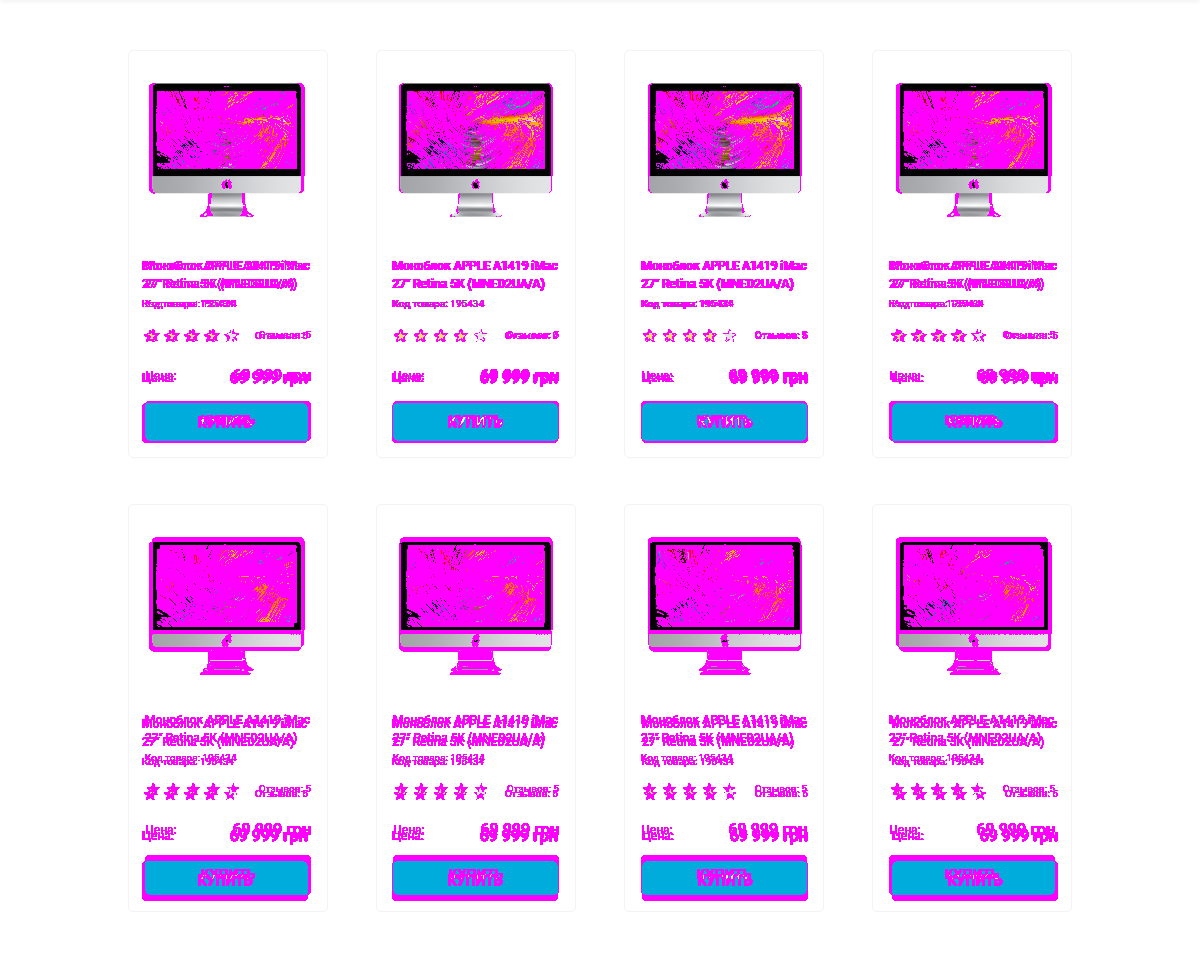 Моноблок APPLE A1419 iMac
27" Retina 5K (MNED2UA/A)
Код товара: 195434
Отзывов: 5
Цена: 69 999 грн
КУПИТЬ
Моноблок APPLE A1419 iMac
27" Retina 5K (MNED2UA/A)
Код товара: 195434
Отзывов: 5
Цена: 69 999 грн
КУПИТЬ
Моноблок APPLE A1419 iMac
27" Retina 5K (MNED2UA/A)
Код товара: 195434
Отзывов: 5
Цена: 69 999 грн
КУПИТЬ
Моноблок APPLE A1419 iMac
27" Retina 5K (MNED2UA/A)
Код товара: 195434
Отзывов: 5
Цена: 69 999 грн
КУПИТЬ
Моноблок APPLE A1419 iMac
27" Retina 5K (MNED2UA/A)
Код товара: 195434
Отзывов: 5
Цена: 69 999 грн
КУПИТЬ
Моноблок APPLE A1419 iMac
27" Retina 5K (MNED2UA/A)
Код товара: 195434
Отзывов: 5
Цена: 69 999 грн
КУПИТЬ
Моноблок APPLE A1419 iMac
27" Retina 5K (MNED2UA/A)
Код товара: 195434
Отзывов: 5
Цена: 69 999 грн
КУПИТЬ
Моноблок APPLE A1419 iMac
27" Retina 5K (MNED2UA/A)
Код товара: 195434
Отзывов: 5
Цена: 69 999 грн
КУПИТЬ